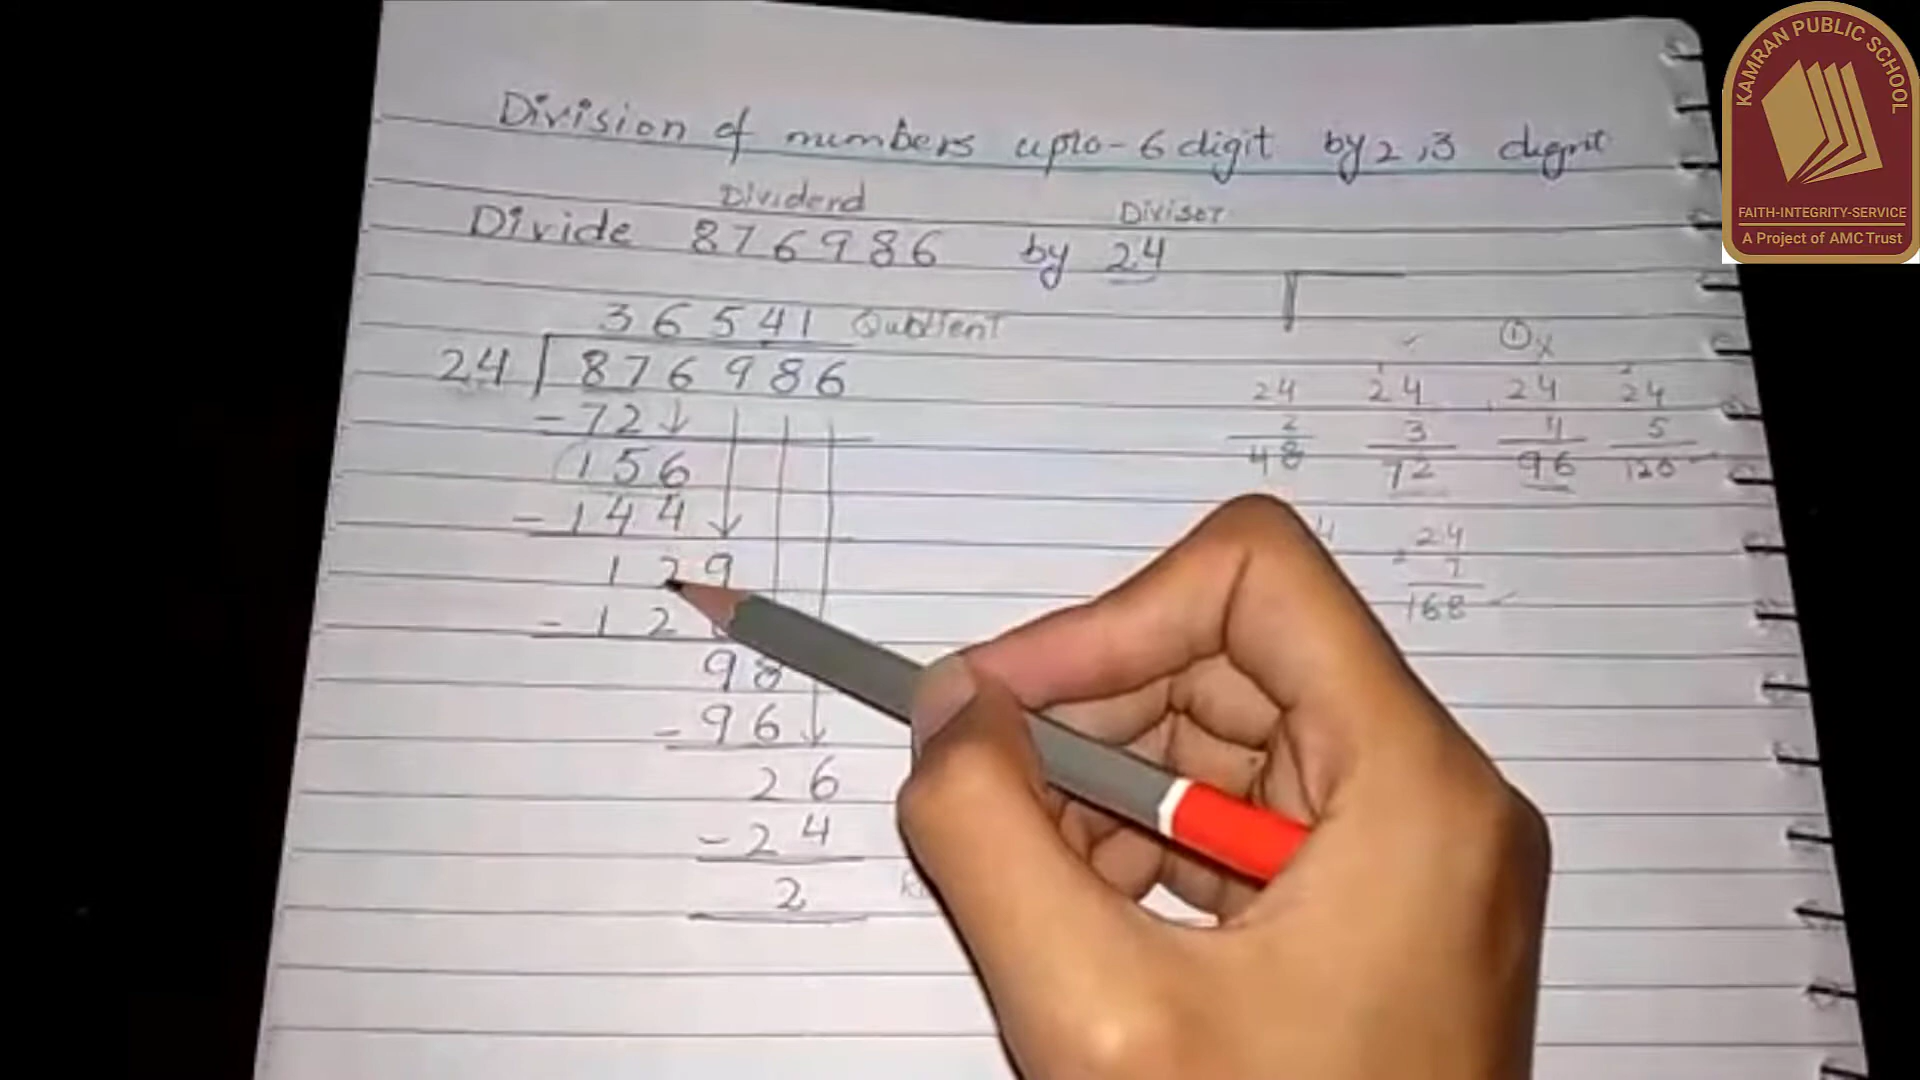 Division of numbers upto-6 digit by 2,3 digit
Dividend Divisor
Divide 876986 by 24
36541 Quotient
24 876986
-72
156
-144
129
-12
98
-96
26
-24
2
①x
24 24 24 24
2 3 4 5
48 72 96 120
24
7
168
KAMRAN PUBLIC SCHOOL
FAITH-INTEGRITY-SERVICE
A Project of AMC Trust